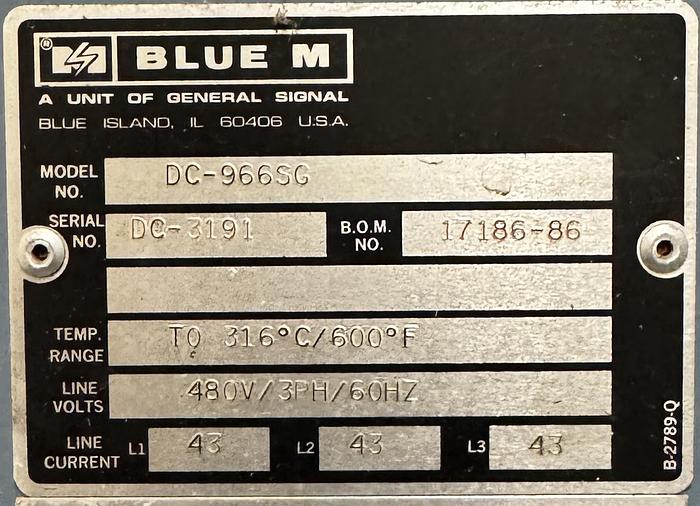 ® BLUE M
A UNIT OF GENERAL SIGNAL
BLUE ISLAND, IL 60406 U.S.A.
MODEL NO. DC-966SG
SERIAL NO. DC-3191 B.O.M. NO. 17186-86
TEMP. RANGE TO 316°C/600°F
LINE VOLTS 480V/3PH/60HZ
LINE CURRENT L1 43 L2 43 L3 43
B-2789-Q